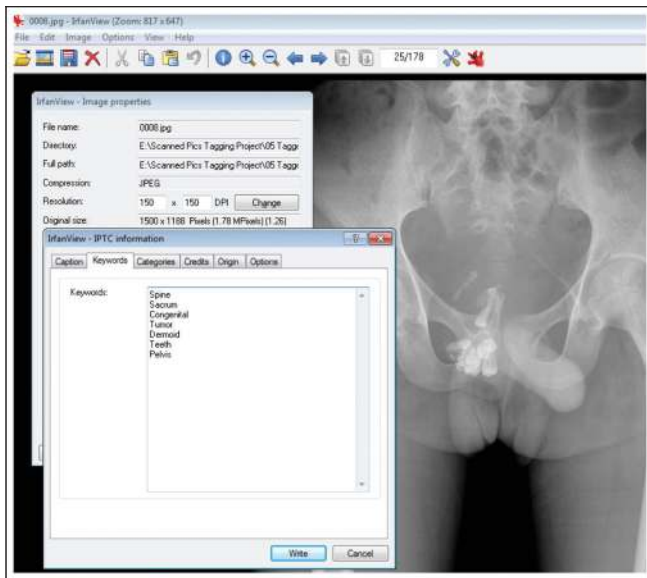 0008.jpg - IrfanView (Zoom: 817 x 647)
File Edit Image Options View Help
25/178
IrfanView - Image properties
File name: 0008.jpg
Directory: E:\Scanned Pics Tagging Project\05 Tagg
Full path: E:\Scanned Pics Tagging Project\05 Tagg
Compression: JPEG
Resolution: 150 x 150 DPI Change
Original size: 1500 x 1188 Pixels (1.78 MPixels) (1.26)
IrfanView - IPTC information
Caption Keywords Categories Credits Origin Options
Keywords: Spine
Sacrum
Congenital
Tumor
Dermoid
Teeth
Pelvis
Write Cancel